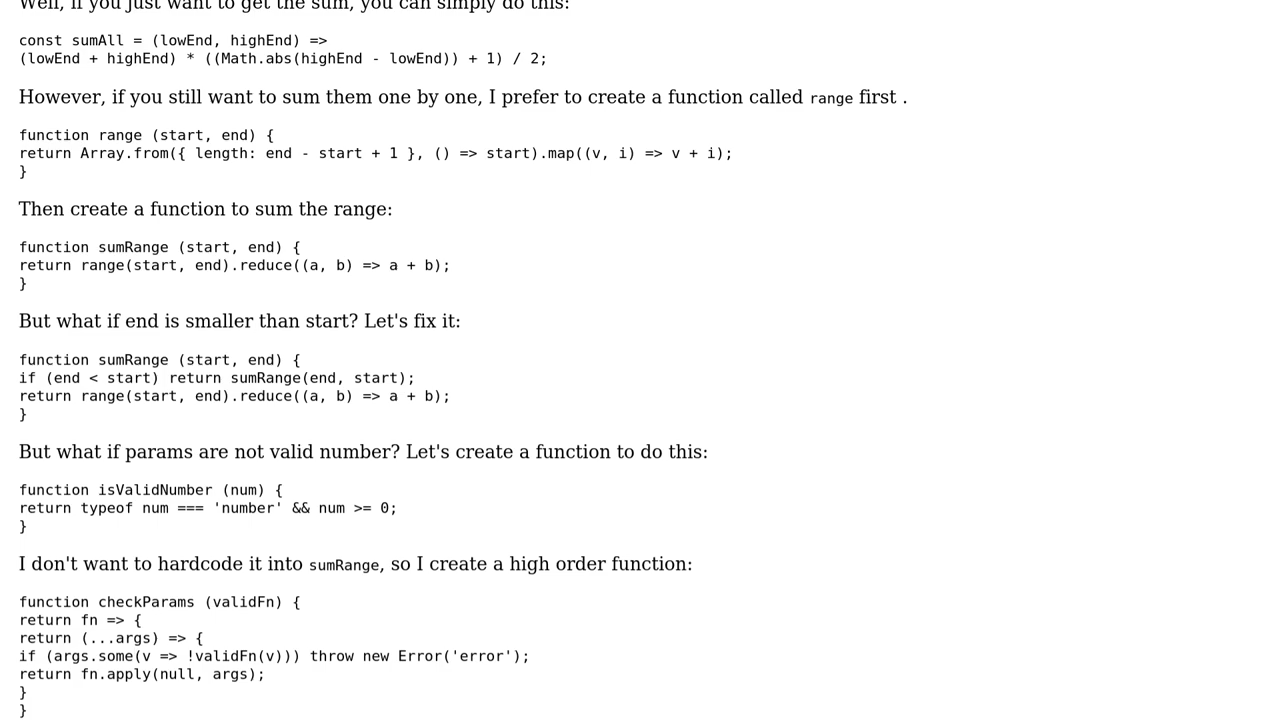 Well, if you just want to get the sum, you can simply do this:
const sumAll = (lowEnd, highEnd) =>
(lowEnd + highEnd) * ((Math.abs(highEnd - lowEnd)) + 1) / 2;
However, if you still want to sum them one by one, I prefer to create a function called range first .
function range (start, end) {
return Array.from({ length: end - start + 1 }, () => start).map((v, i) => v + i);
}
Then create a function to sum the range:
function sumRange (start, end) {
return range(start, end).reduce((a, b) => a + b);
}
But what if end is smaller than start? Let's fix it:
function sumRange (start, end) {
if (end < start) return sumRange(end, start);
return range(start, end).reduce((a, b) => a + b);
}
But what if params are not valid number? Let's create a function to do this:
function isValidNumber (num) {
return typeof num === 'number' && num >= 0;
}
I don't want to hardcode it into sumRange, so I create a high order function:
function checkParams (validFn) {
return fn => {
return (...args) => {
if (args.some(v => !validFn(v))) throw new Error('error');
return fn.apply(null, args);
}
}